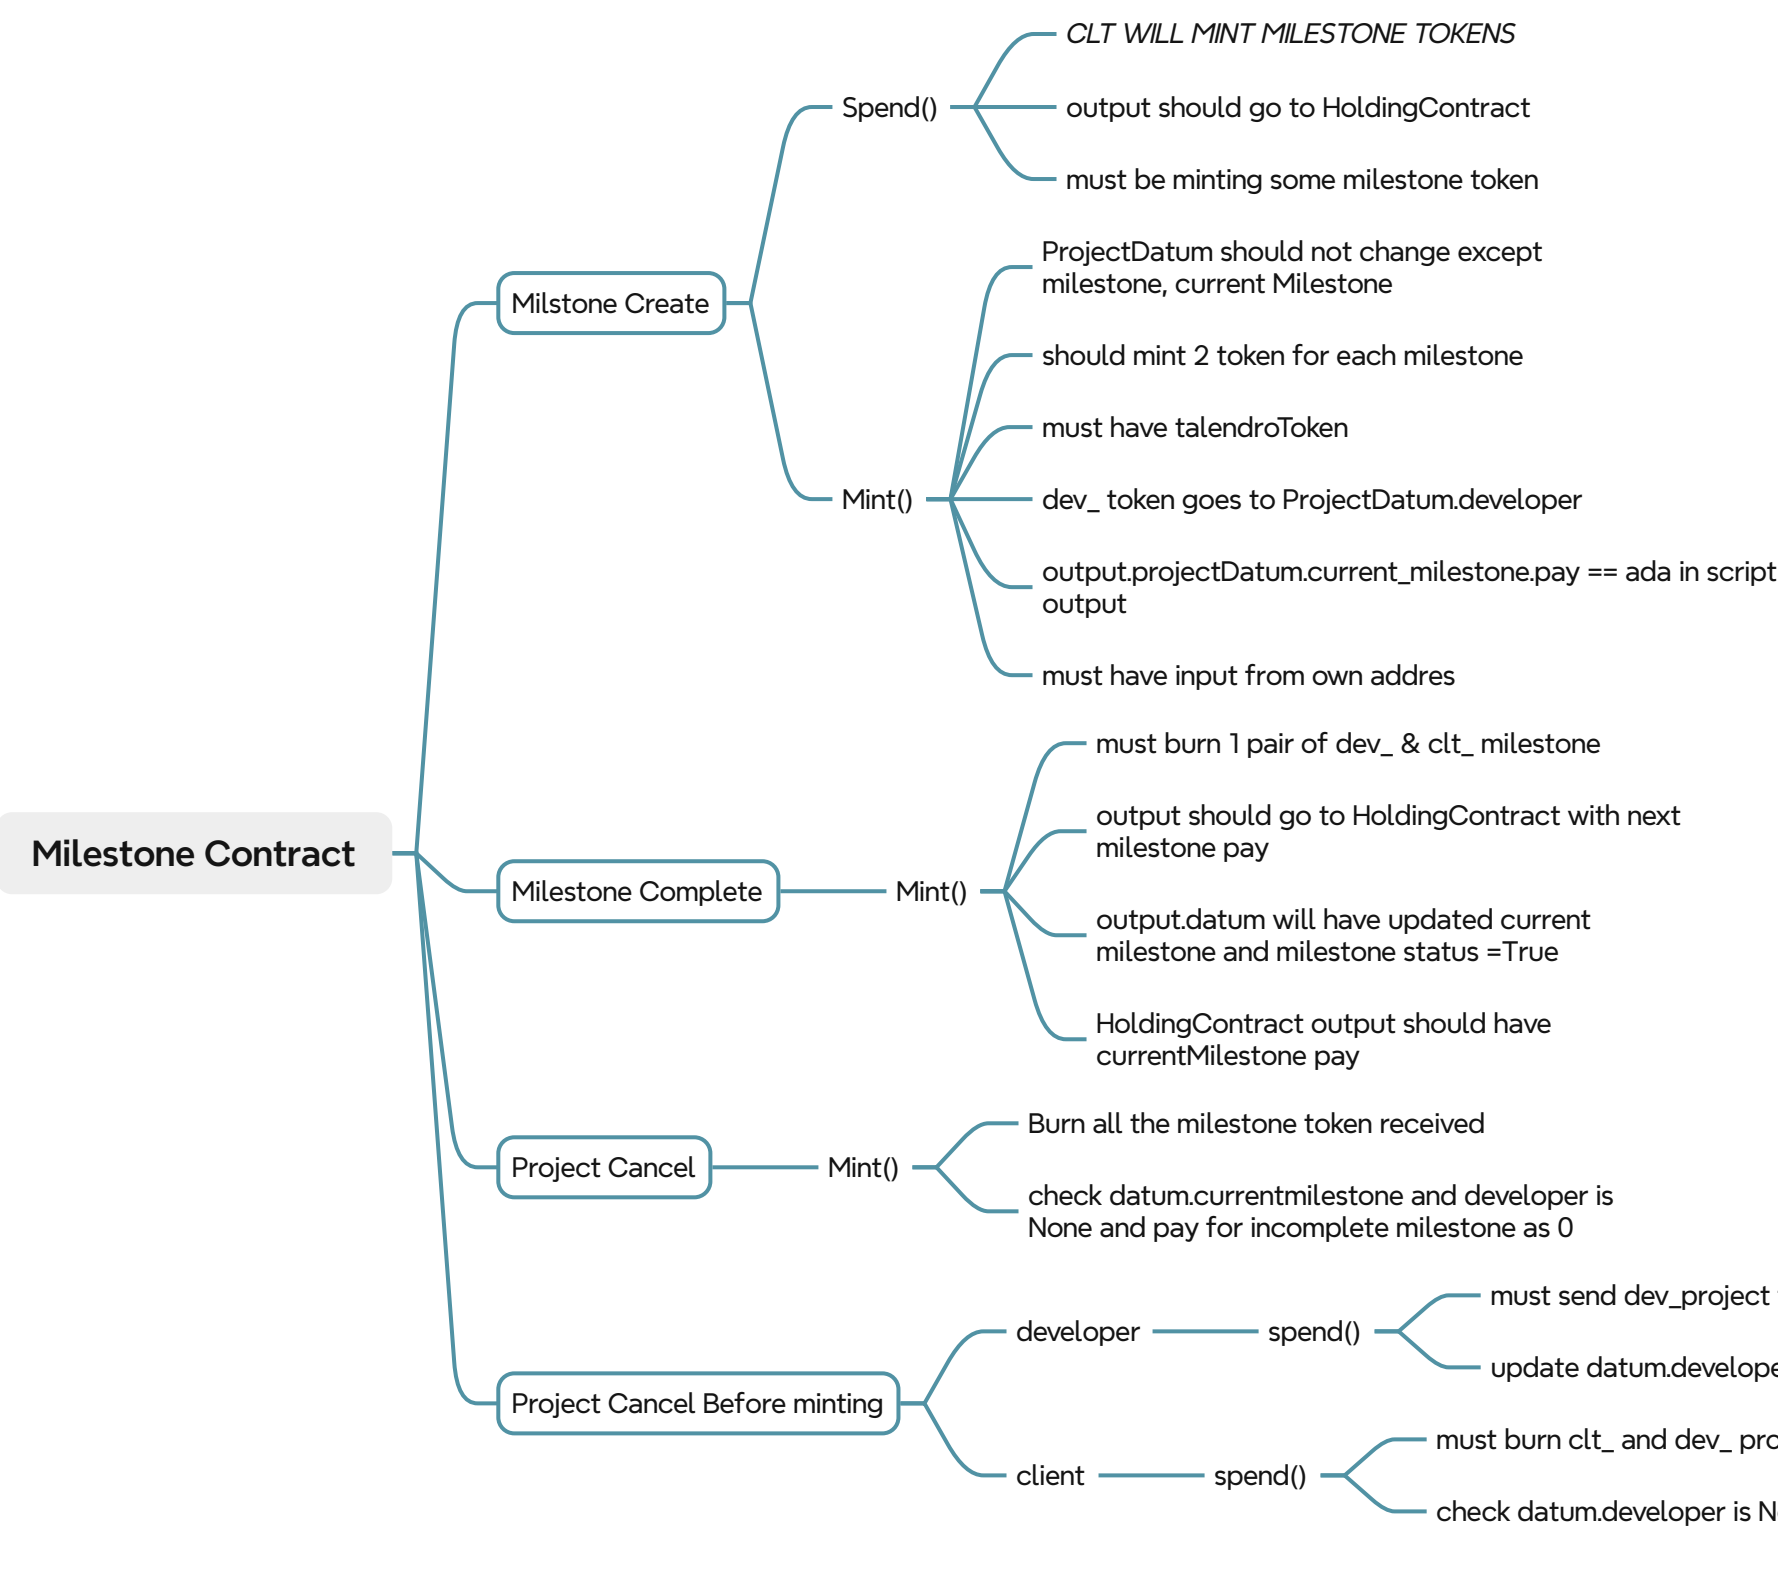 CLT WILL MINT MILESTONE TOKENS
Spend()
output should go to HoldingContract
must be minting some milestone token
ProjectDatum should not change except
milestone, current Milestone
Milstone Create
should mint 2 token for each milestone
must have talendroToken
Mint()
dev_ token goes to ProjectDatum.developer
output.projectDatum.current_milestone.pay == ada in script
output
must have input from own addres
must burn 1 pair of dev_ & clt_ milestone
output should go to HoldingContract with next
milestone pay
Milestone Contract
Milestone Complete
Mint()
output.datum will have updated current
milestone and milestone status =True
HoldingContract output should have
currentMilestone pay
Burn all the milestone token received
Project Cancel
Mint()
check datum.currentmilestone and developer is
None and pay for incomplete milestone as 0
must send dev_project
developer
spend()
update datum.develope
Project Cancel Before minting
must burn clt_ and dev_ pro
client
spend()
check datum.developer is